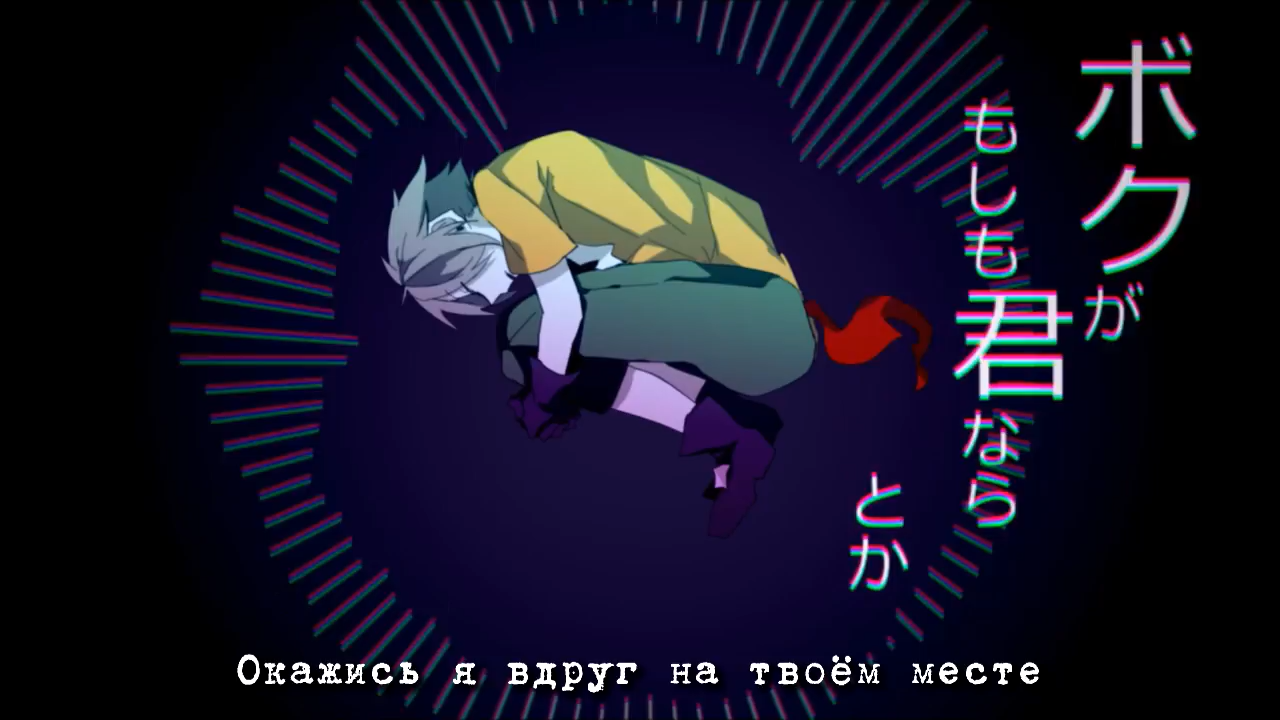 ボクが
もしも君なら
とか
Окажись я вдруг на твоём месте